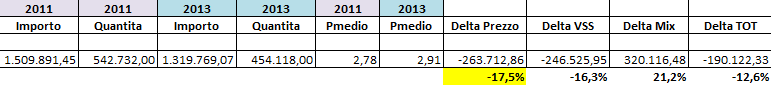 2011 2011 2013 2013 2011 2013
Importo Quantita Importo Quantita Pmedio Pmedio Delta Prezzo Delta VSS Delta Mix Delta TOT
1.509.891,45 542.732,00 1.319.769,07 454.118,00 2,78 2,91 -263.712,86 -246.525,95 320.116,48 -190.122,33
-17,5% -16,3% 21,2% -12,6%